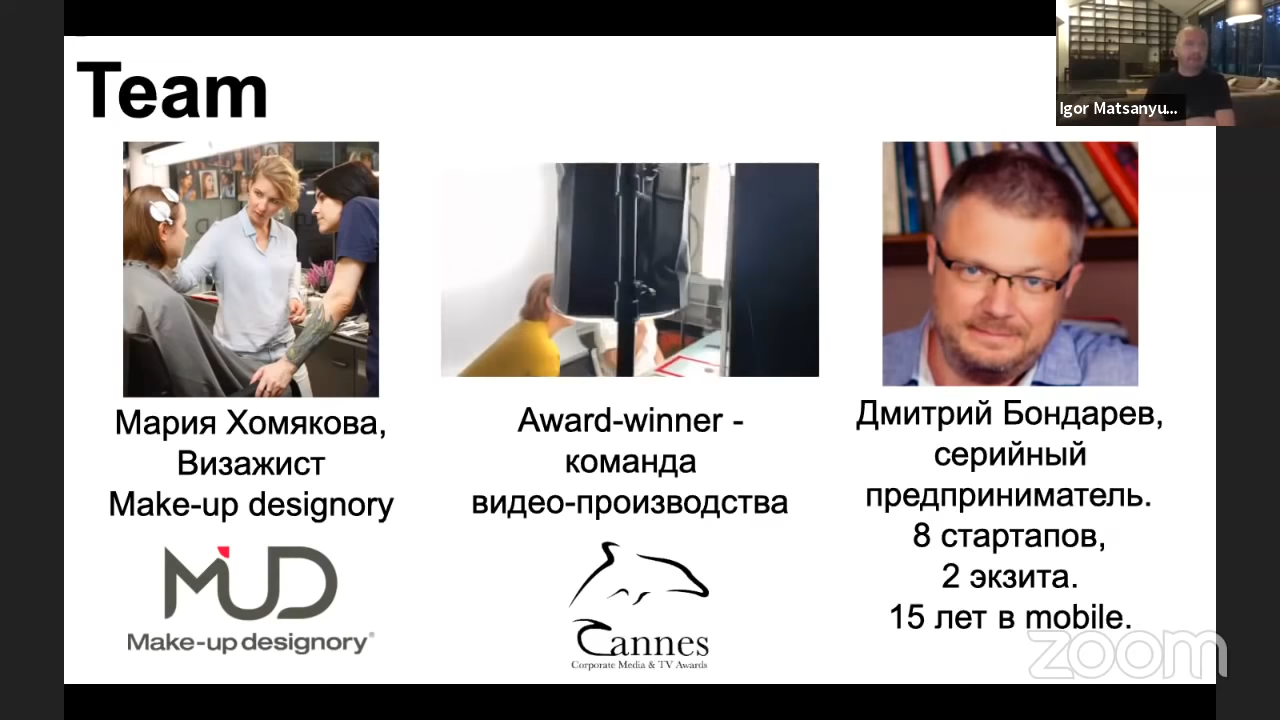 Team
Igor Matsanyu...
Мария Хомякова,
Визажист
Make-up designory
MUD
Make-up designory®
Award-winner -
команда
видео-производства
Cannes
Corporate Media & TV Awards
Дмитрий Бондарев,
серийный
предприниматель.
8 стартапов,
2 экзита.
15 лет в mobile.
zoom